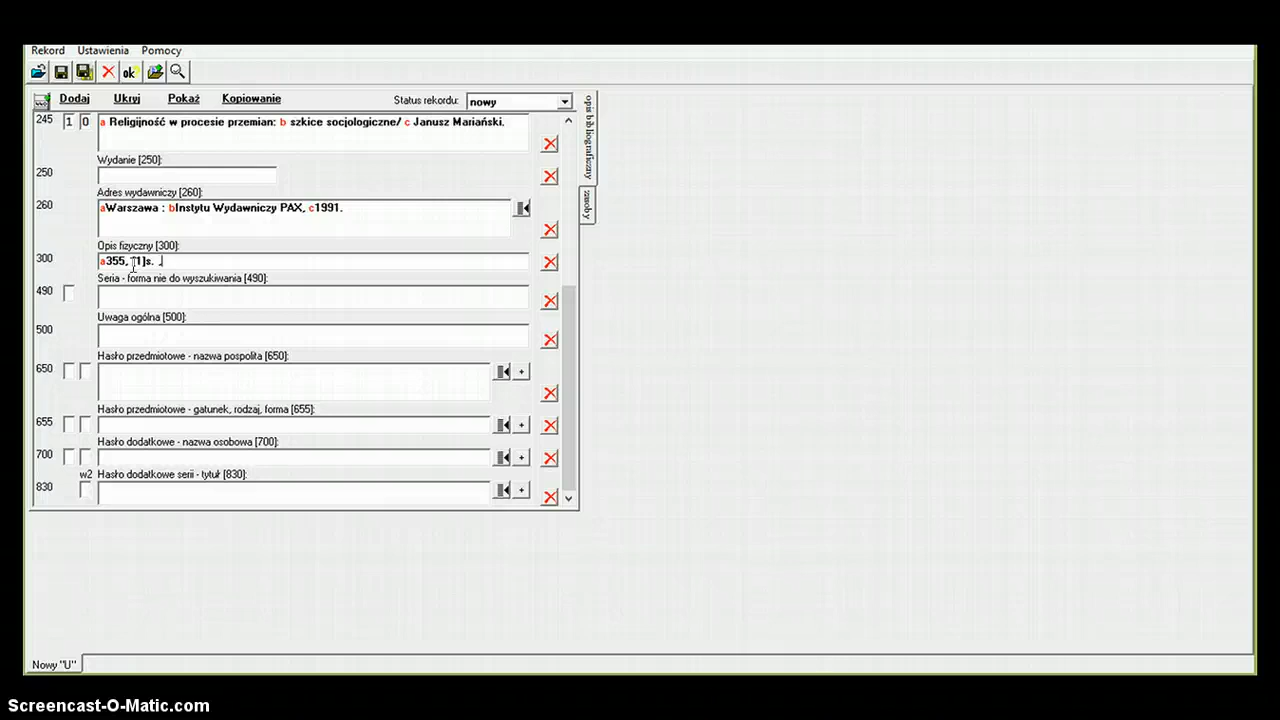 Rekord Ustawienia Pomocy
ok?
Dodaj Ukryj Pokaż Kopiowanie Status rekordu: nowy
opis bibliograficzny
zasoby
245 1 0 a Religijność w procesie przemian: b szkice socjologiczne/ c Janusz Mariański.
Wydanie [250]:
250
Adres wydawniczy [260]:
260 aWarszawa : bInstytu Wydawniczy PAX, c1991.
Opis fizyczny [300]:
300 a355, [1]s. .
Seria - forma nie do wyszukiwania [490]:
490
Uwaga ogólna [500]:
500
Hasło przedmiotowe - nazwa pospolita [650]:
650
Hasło przedmiotowe - gatunek, rodzaj, forma [655]:
655
Hasło dodatkowe - nazwa osobowa [700]:
700
w2 Hasło dodatkowe serii - tytuł [830]:
830
Nowy "U"
Screencast-O-Matic.com